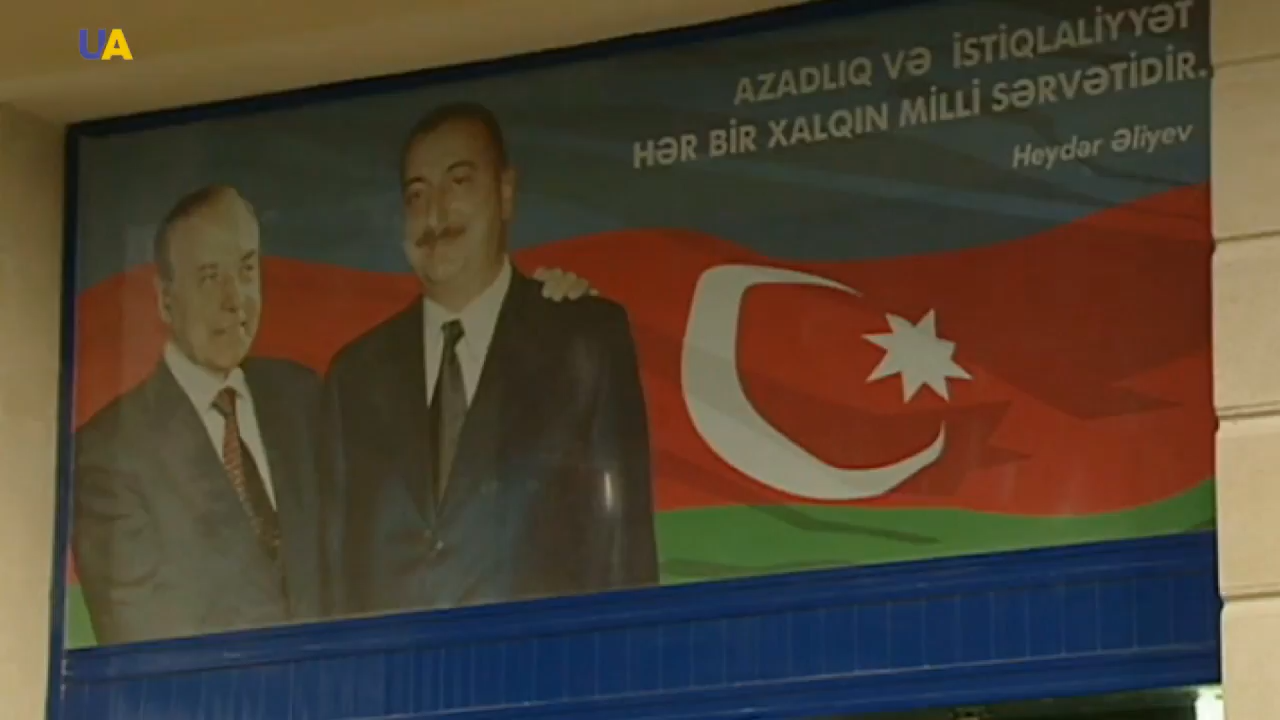 UA
AZADLIQ VƏ İSTİQLALİYYƏT
HƏR BİR XALQIN MİLLİ SƏRVƏTİDİR.
Heydər Əliyev